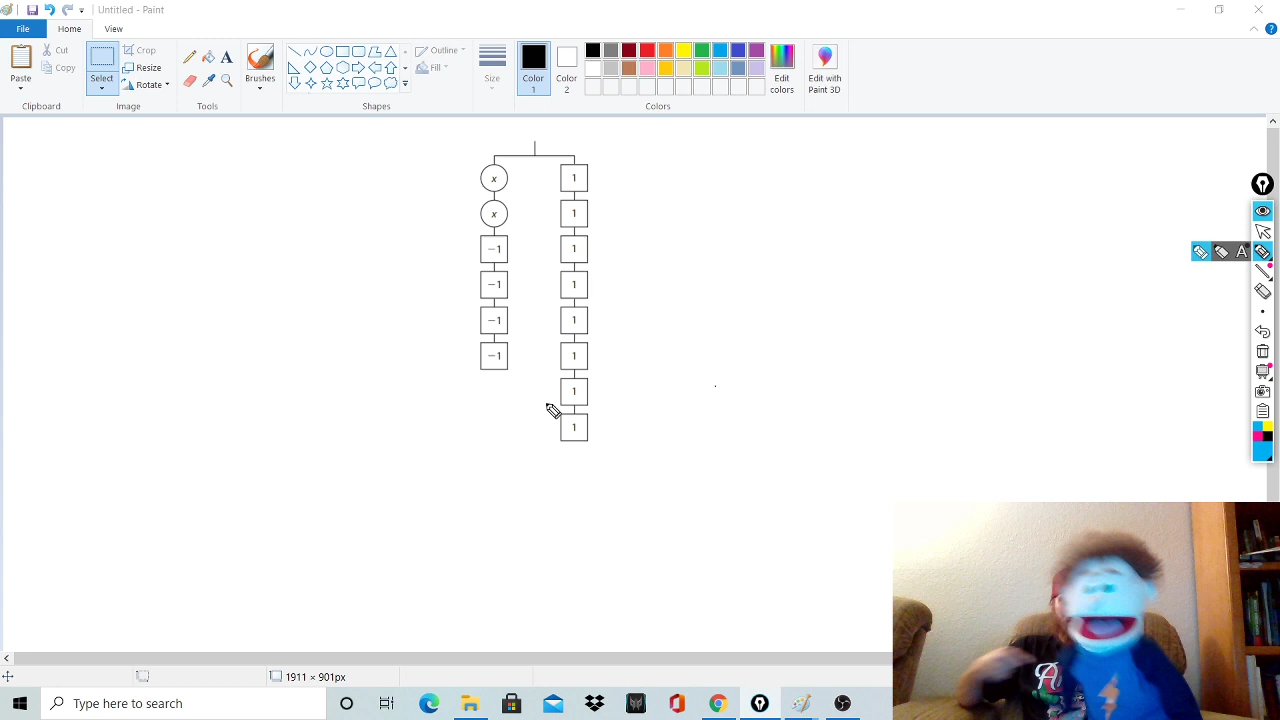 Untitled - Paint
File Home View
Paste
Cut
Copy
Clipboard
Select
Crop
Resize
Rotate
Image
A
Tools
Brushes
Outline
Fill
Shapes
Size
Color 1
Color 2
Edit colors
Colors
Edit with Paint 3D
x 1
x 1
−1 1
−1 1
−1 1
−1 1
1
1
A
1911 × 901px
Type here to search
A